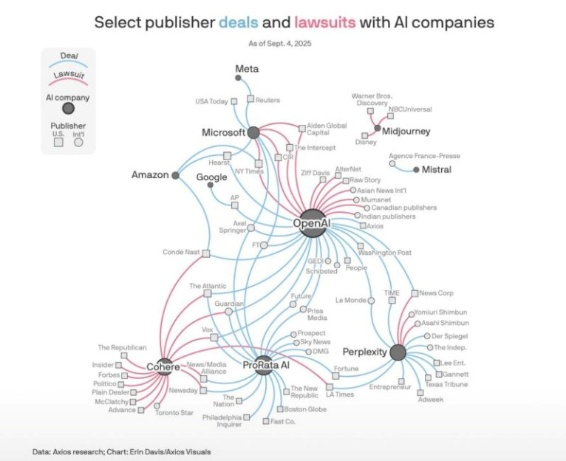 Select publisher deals and lawsuits with AI companies
As of Sept. 4, 2025
Deal
Lawsuit
AI company
Publisher
U.S. Int'l
Meta
USA Today
Reuters
Microsoft
Alden Global
Capital
The Intercept
CIR
Hearst
NY Times
Warner Bros.
Discovery
NBCUniversal
Midjourney
Disney
Agence France-Presse
Mistral
Amazon
Google
AP
Ziff Davis
AlterNet
Raw Story
Asian News Int'l
Mumsnet
Canadian publishers
Indian publishers
Axios
OpenAI
Axel
Springer
FT
Condé Nast
Washington Post
GEDI
Schibsted
People
The Atlantic
Guardian
Vox
Future
Prisa
Media
Le Monde
TIME
News Corp
Yomiuri Shimbun
Asahi Shimbun
Der Spiegel
The Indep.
Lee Ent.
Gannett
Texas Tribune
Adweek
Entrepreneur
Perplexity
Prospect
Sky News
DMG
Fortune
LA Times
The Republican
Insider
Forbes
Politico
Plain Dealer
McClatchy
Advance
Toronto Star
Cohere
News/Media
Alliance
Newsday
ProRata AI
The
Nation
The New
Republic
Boston Globe
Philadelphia
Inquirer
Fast Co.
Data: Axios research; Chart: Erin Davis/Axios Visuals